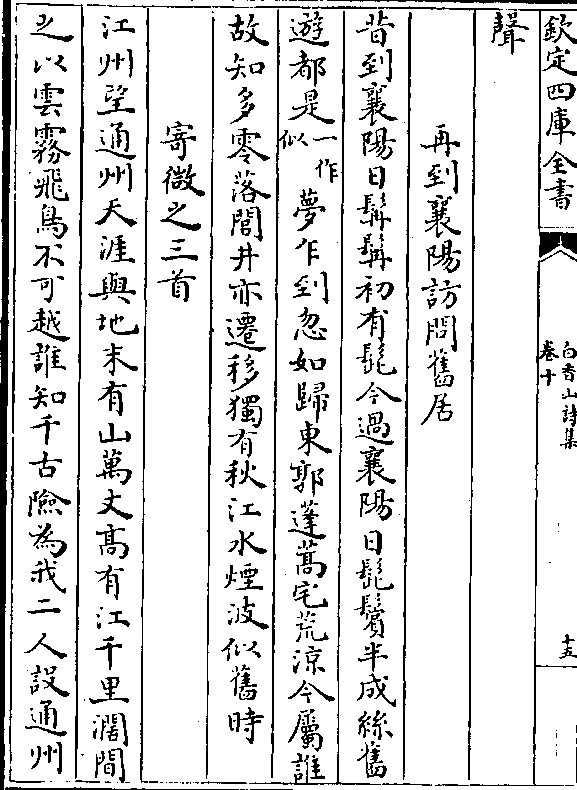 欽定四庫全書
白香山詩集
卷十
十五
聲
再到襄陽訪問舊居
昔到襄陽日髯髯初有髭今過襄陽日髭鬢半成絲舊
遊都是一作似夢乍到忽如歸東郭蓬蒿宅荒涼今屬誰
故知多零落閭井亦遷移獨有秋江水煙波似舊時
寄微之三首
江州望通州天涯與地末有山萬丈高有江千里濶間
之以雲霧飛鳥不可越誰知千古險為我二人設通州